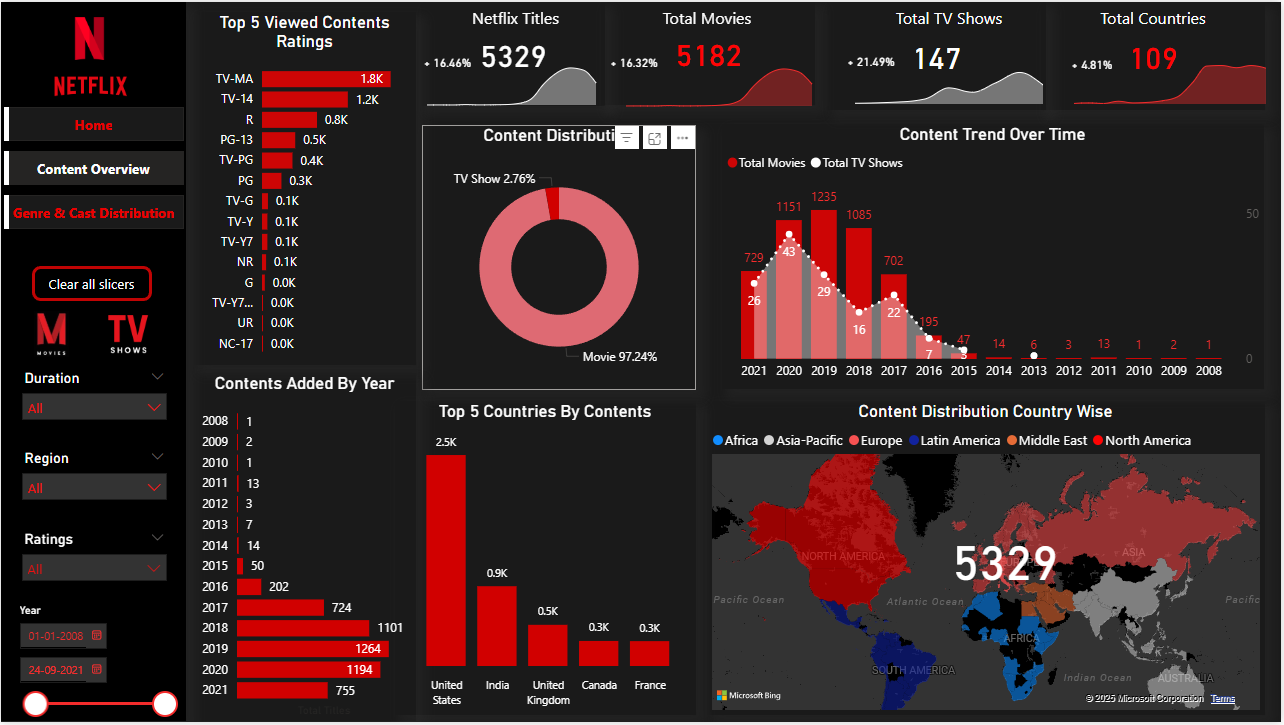 NETFLIX
Home
Content Overview
Genre & Cast Distribution
Clear all slicers
M TV
MOVIES SHOWS
Duration
All
Region
All
Ratings
All
Year
01-01-2008
24-09-2021
Top 5 Viewed Contents
Ratings
TV-MA 1.8K
TV-14 1.2K
R 0.8K
PG-13 0.5K
TV-PG 0.4K
PG 0.3K
TV-G 0.1K
TV-Y 0.1K
TV-Y7 0.1K
NR 0.1K
G 0.0K
TV-Y7... 0.0K
UR 0.0K
NC-17 0.0K
Contents Added By Year
2008 1
2009 2
2010 1
2011 13
2012 3
2013 7
2014 14
2015 50
2016 202
2017 724
2018 1101
2019 1264
2020 1194
2021 755
Total Titles
Netflix Titles
+ 16.46% 5329
Total Movies
+ 16.32% 5182
Total TV Shows
+ 21.49% 147
Total Countries
+ 4.81% 109
Content Distributi
TV Show 2.76%
Movie 97.24%
Content Trend Over Time
Total Movies Total TV Shows
729 1151 1235 1085 702 195 47 14 6 3 13 1 2 1
26 43 29 16 22 7 3
50
0
2021 2020 2019 2018 2017 2016 2015 2014 2013 2012 2011 2010 2009 2008
Top 5 Countries By Contents
2.5K 0.9K 0.5K 0.3K 0.3K
United India United Canada France
States Kingdom
Content Distribution Country Wise
Africa Asia-Pacific Europe Latin America Middle East North America
5329
NORTH AMERICA
EUROPE
ASIA
Pacific Ocean
Atlantic Ocean
Pacific
AFRICA
SOUTH AMERICA
Indian Ocean
AUSTRALIA
Microsoft Bing
© 2025 Microsoft Corporation Terms